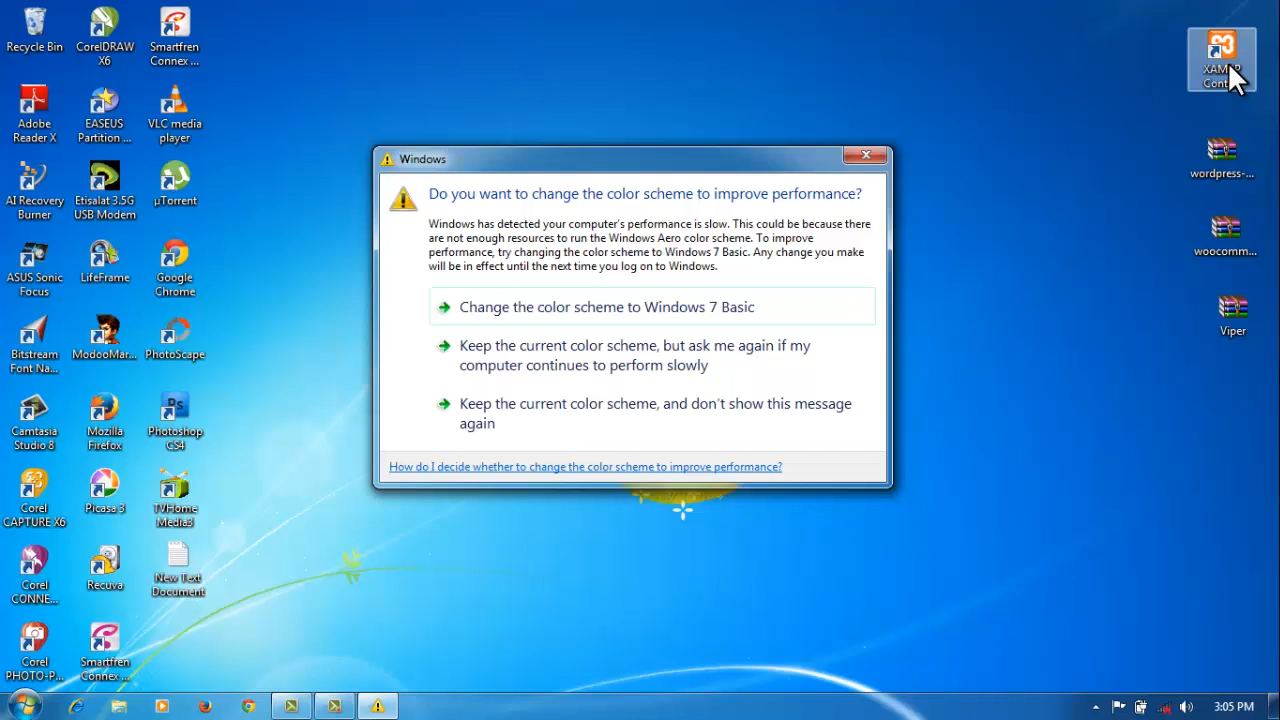 Recycle Bin
CorelDRAW
X6
Smartfren
Connex ...
Adobe
Reader X
EASEUS
Partition ...
VLC media
player
AI Recovery
Burner
Etisalat 3.5G
USB Modem
µTorrent
ASUS Sonic
Focus
LifeFrame
Google
Chrome
Bitstream
Font Na...
ModooMar...
PhotoScape
Camtasia
Studio 8
Mozilla
Firefox
Photoshop
CS4
Corel
CAPTURE X6
Picasa 3
TVHome
Media3
Corel
CONNE...
Recuva
New Text
Document
Corel
PHOTO-P...
Smartfren
Connex ...
Windows
Do you want to change the color scheme to improve performance?
Windows has detected your computer's performance is slow. This could be because there
are not enough resources to run the Windows Aero color scheme. To improve
performance, try changing the color scheme to Windows 7 Basic. Any change you make
will be in effect until the next time you log on to Windows.
Change the color scheme to Windows 7 Basic
Keep the current color scheme, but ask me again if my
computer continues to perform slowly
Keep the current color scheme, and don't show this message
again
How do I decide whether to change the color scheme to improve performance?
wordpress-...
woocomm...
Viper
3:05 PM